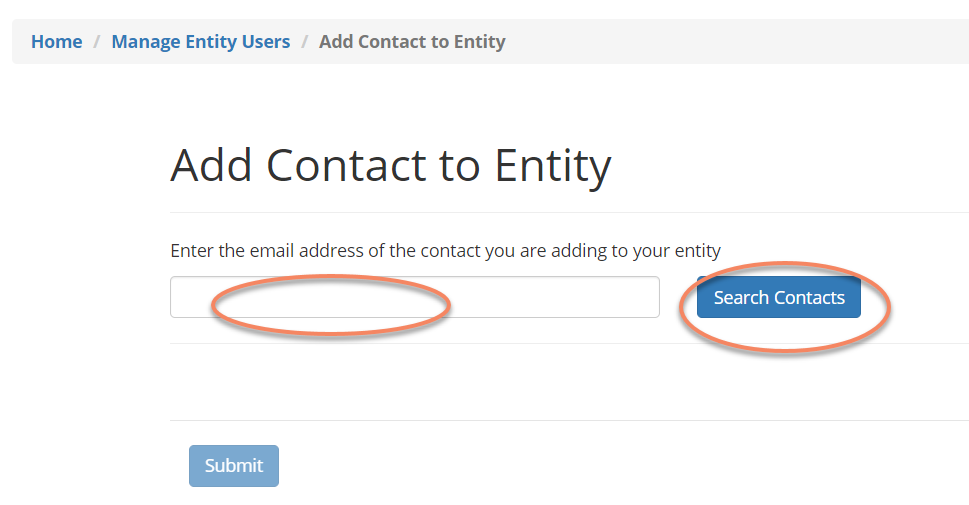 Home / Manage Entity Users / Add Contact to Entity
Add Contact to Entity
Enter the email address of the contact you are adding to your entity
Search Contacts
Submit